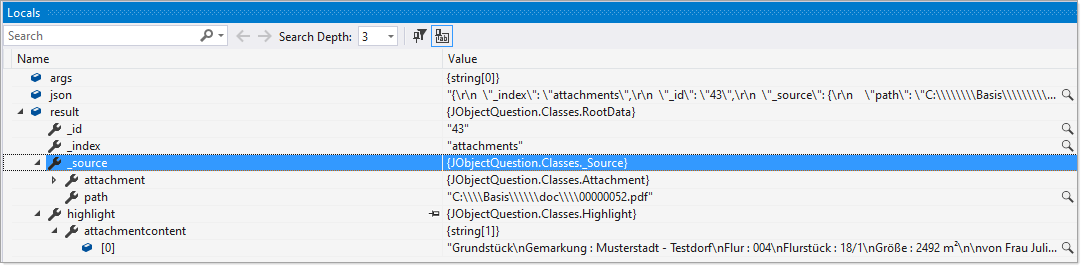 Locals
Search Search Depth: 3
Name Value
args {string[0]}
json "{\r\n \"_index\": \"attachments\",\r\n \"_id\": \"43\",\r\n \"_source\": {\r\n \"path\": \"C:\\\\\\\\Basis\\\\\\\\\...
result {JObjectQuestion.Classes.RootData}
_id "43"
_index "attachments"
_source {JObjectQuestion.Classes._Source}
attachment {JObjectQuestion.Classes.Attachment}
path "C:\\\\Basis\\\\\\doc\\\\00000052.pdf"
highlight {JObjectQuestion.Classes.Highlight}
attachmentcontent {string[1]}
[0] "Grundstück\nGemarkung : Musterstadt - Testdorf\nFlur : 004\nFlurstück : 18/1\nGröße : 2492 m²\n\nvon Frau Juli...